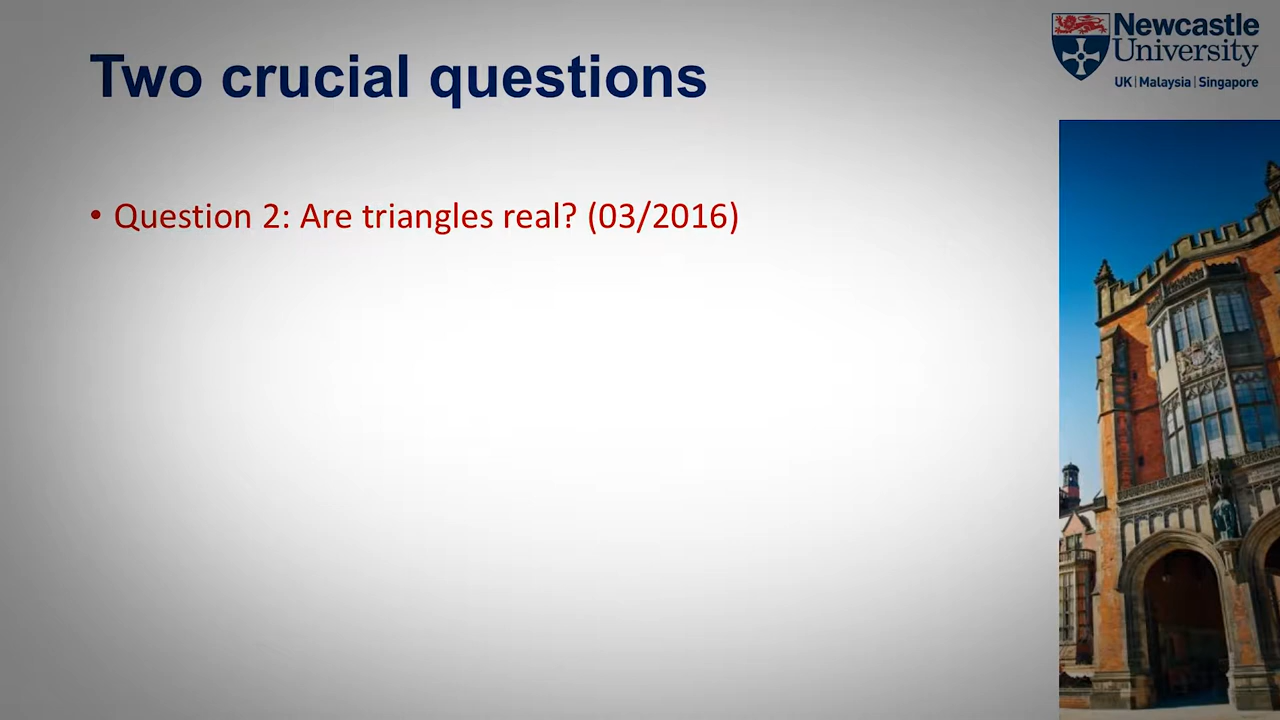 Two crucial questions
Newcastle
University
UK | Malaysia | Singapore
• Question 2: Are triangles real? (03/2016)